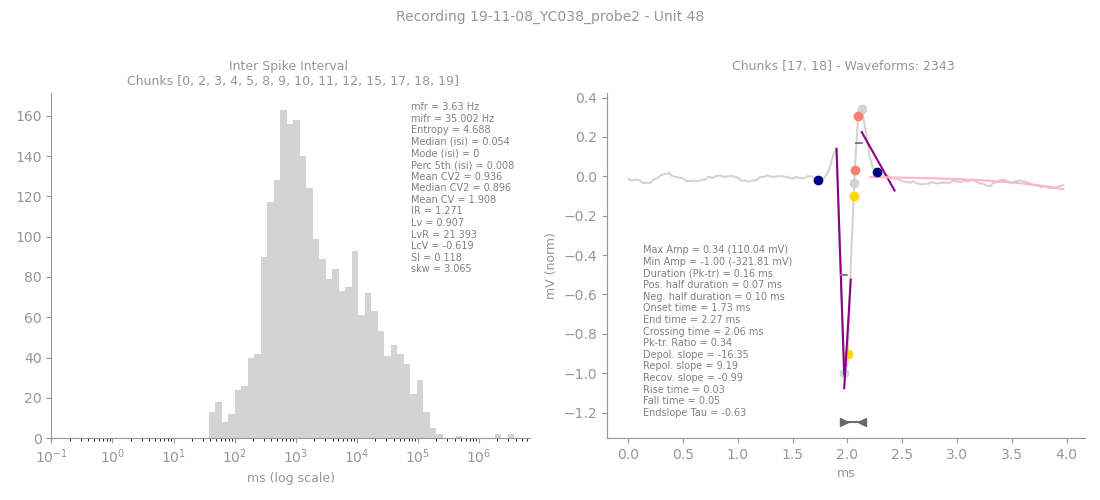 Recording 19-11-08_YC038_probe2 - Unit 48
Inter Spike Interval
Chunks [0, 2, 3, 4, 5, 8, 9, 10, 11, 12, 15, 17, 18, 19]
160
140
120
100
80
60
40
20
0
mfr = 3.63 Hz
mifr = 35.002 Hz
Entropy = 4.688
Median (isi) = 0.054
Mode (isi) = 0
Perc 5th (isi) = 0.008
Mean CV2 = 0.936
Median CV2 = 0.896
Mean CV = 1.908
IR = 1.271
Lv = 0.907
LvR = 21.393
LcV = -0.619
SI = 0.118
skw = 3.065
10⁻¹ 10⁰ 10¹ 10² 10³ 10⁴ 10⁵ 10⁶
ms (log scale)
Chunks [17, 18] - Waveforms: 2343
0.4
0.2
0.0
−0.2
−0.4
−0.6
−0.8
−1.0
−1.2
mV (norm)
Max Amp = 0.34 (110.04 mV)
Min Amp = -1.00 (-321.81 mV)
Duration (Pk-tr) = 0.16 ms
Pos. half duration = 0.07 ms
Neg. half duration = 0.10 ms
Onset time = 1.73 ms
End time = 2.27 ms
Crossing time = 2.06 ms
Pk-tr. Ratio = 0.34
Depol. slope = -16.35
Repol. slope = 9.19
Recov. slope = -0.99
Rise time = 0.03
Fall time = 0.05
Endslope Tau = -0.63
0.0 0.5 1.0 1.5 2.0 2.5 3.0 3.5 4.0
ms